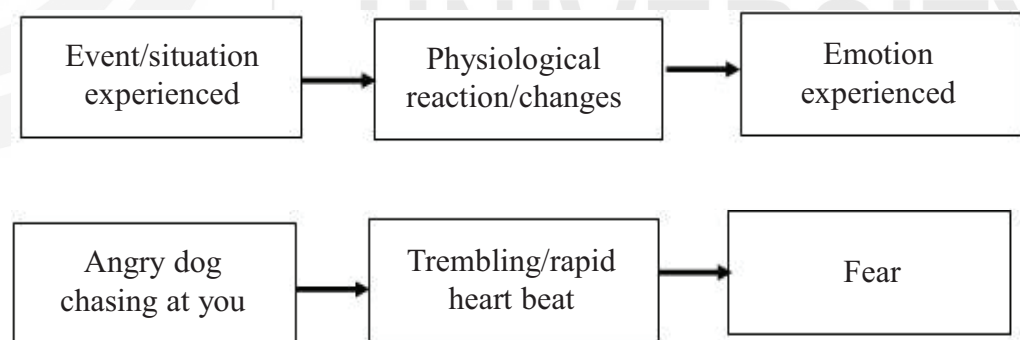 Event/situation
experienced
Physiological
reaction/changes
Emotion
experienced
Angry dog
chasing at you
Trembling/rapid
heart beat
Fear